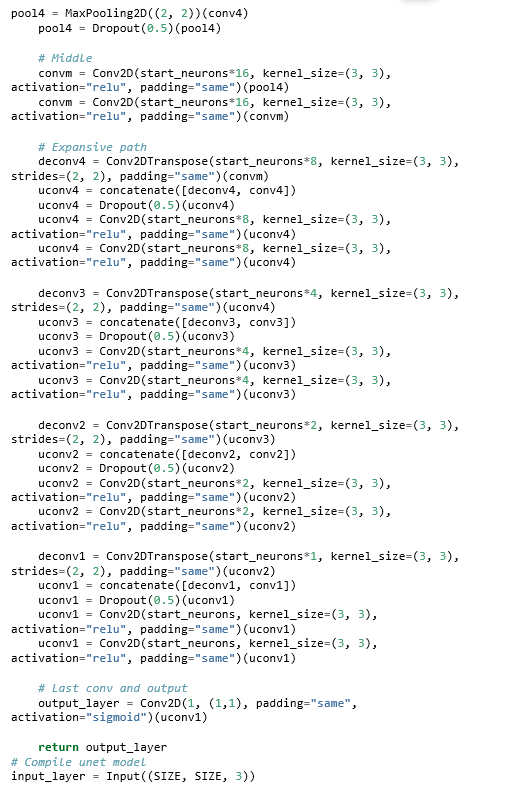 pool4 = MaxPooling2D((2, 2))(conv4)
    pool4 = Dropout(0.5)(pool4)

    # Middle
    convm = Conv2D(start_neurons*16, kernel_size=(3, 3),
activation="relu", padding="same")(pool4)
    convm = Conv2D(start_neurons*16, kernel_size=(3, 3),
activation="relu", padding="same")(convm)

    # Expansive path
    deconv4 = Conv2DTranspose(start_neurons*8, kernel_size=(3, 3),
strides=(2, 2), padding="same")(convm)
    uconv4 = concatenate([deconv4, conv4])
    uconv4 = Dropout(0.5)(uconv4)
    uconv4 = Conv2D(start_neurons*8, kernel_size=(3, 3),
activation="relu", padding="same")(uconv4)
    uconv4 = Conv2D(start_neurons*8, kernel_size=(3, 3),
activation="relu", padding="same")(uconv4)

    deconv3 = Conv2DTranspose(start_neurons*4, kernel_size=(3, 3),
strides=(2, 2), padding="same")(uconv4)
    uconv3 = concatenate([deconv3, conv3])
    uconv3 = Dropout(0.5)(uconv3)
    uconv3 = Conv2D(start_neurons*4, kernel_size=(3, 3),
activation="relu", padding="same")(uconv3)
    uconv3 = Conv2D(start_neurons*4, kernel_size=(3, 3),
activation="relu", padding="same")(uconv3)

    deconv2 = Conv2DTranspose(start_neurons*2, kernel_size=(3, 3),
strides=(2, 2), padding="same")(uconv3)
    uconv2 = concatenate([deconv2, conv2])
    uconv2 = Dropout(0.5)(uconv2)
    uconv2 = Conv2D(start_neurons*2, kernel_size=(3, 3),
activation="relu", padding="same")(uconv2)
    uconv2 = Conv2D(start_neurons*2, kernel_size=(3, 3),
activation="relu", padding="same")(uconv2)

    deconv1 = Conv2DTranspose(start_neurons*1, kernel_size=(3, 3),
strides=(2, 2), padding="same")(uconv2)
    uconv1 = concatenate([deconv1, conv1])
    uconv1 = Dropout(0.5)(uconv1)
    uconv1 = Conv2D(start_neurons, kernel_size=(3, 3),
activation="relu", padding="same")(uconv1)
    uconv1 = Conv2D(start_neurons, kernel_size=(3, 3),
activation="relu", padding="same")(uconv1)

    # Last conv and output
    output_layer = Conv2D(1, (1,1), padding="same",
activation="sigmoid")(uconv1)

    return output_layer
# Compile unet model
input_layer = Input((SIZE, SIZE, 3))